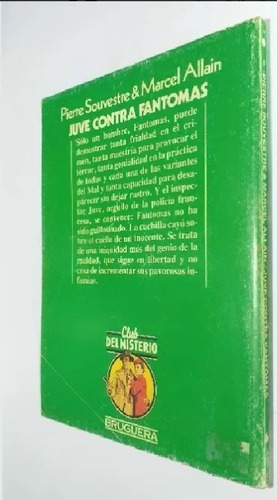 Pierre Souvestre & Marcel Allain
JUVE CONTRA FANTOMAS
Sólo un hombre, Fantomas, puede
demostrar tanta frialdad en el cri-
men, tanta maestría para provocar el
terror, tanta genialidad en la práctica
de todas y cada una de las variantes
del Mal y tanta capacidad para desa-
parecer sin dejar rastro. Y el inspec-
tor, Juve, orgullo de la policía fran-
cesa, se convence: Fantomas no ha
sido guillotinado. La cuchilla cayó so-
bre el cuello de un inocente. Se trata
de una iniquidad más del genio de la
maldad, que sigue en libertad y no
cesa de incrementar sus pavorosas in-
famias.
Club
DEL MISTERIO
BRUGUERA